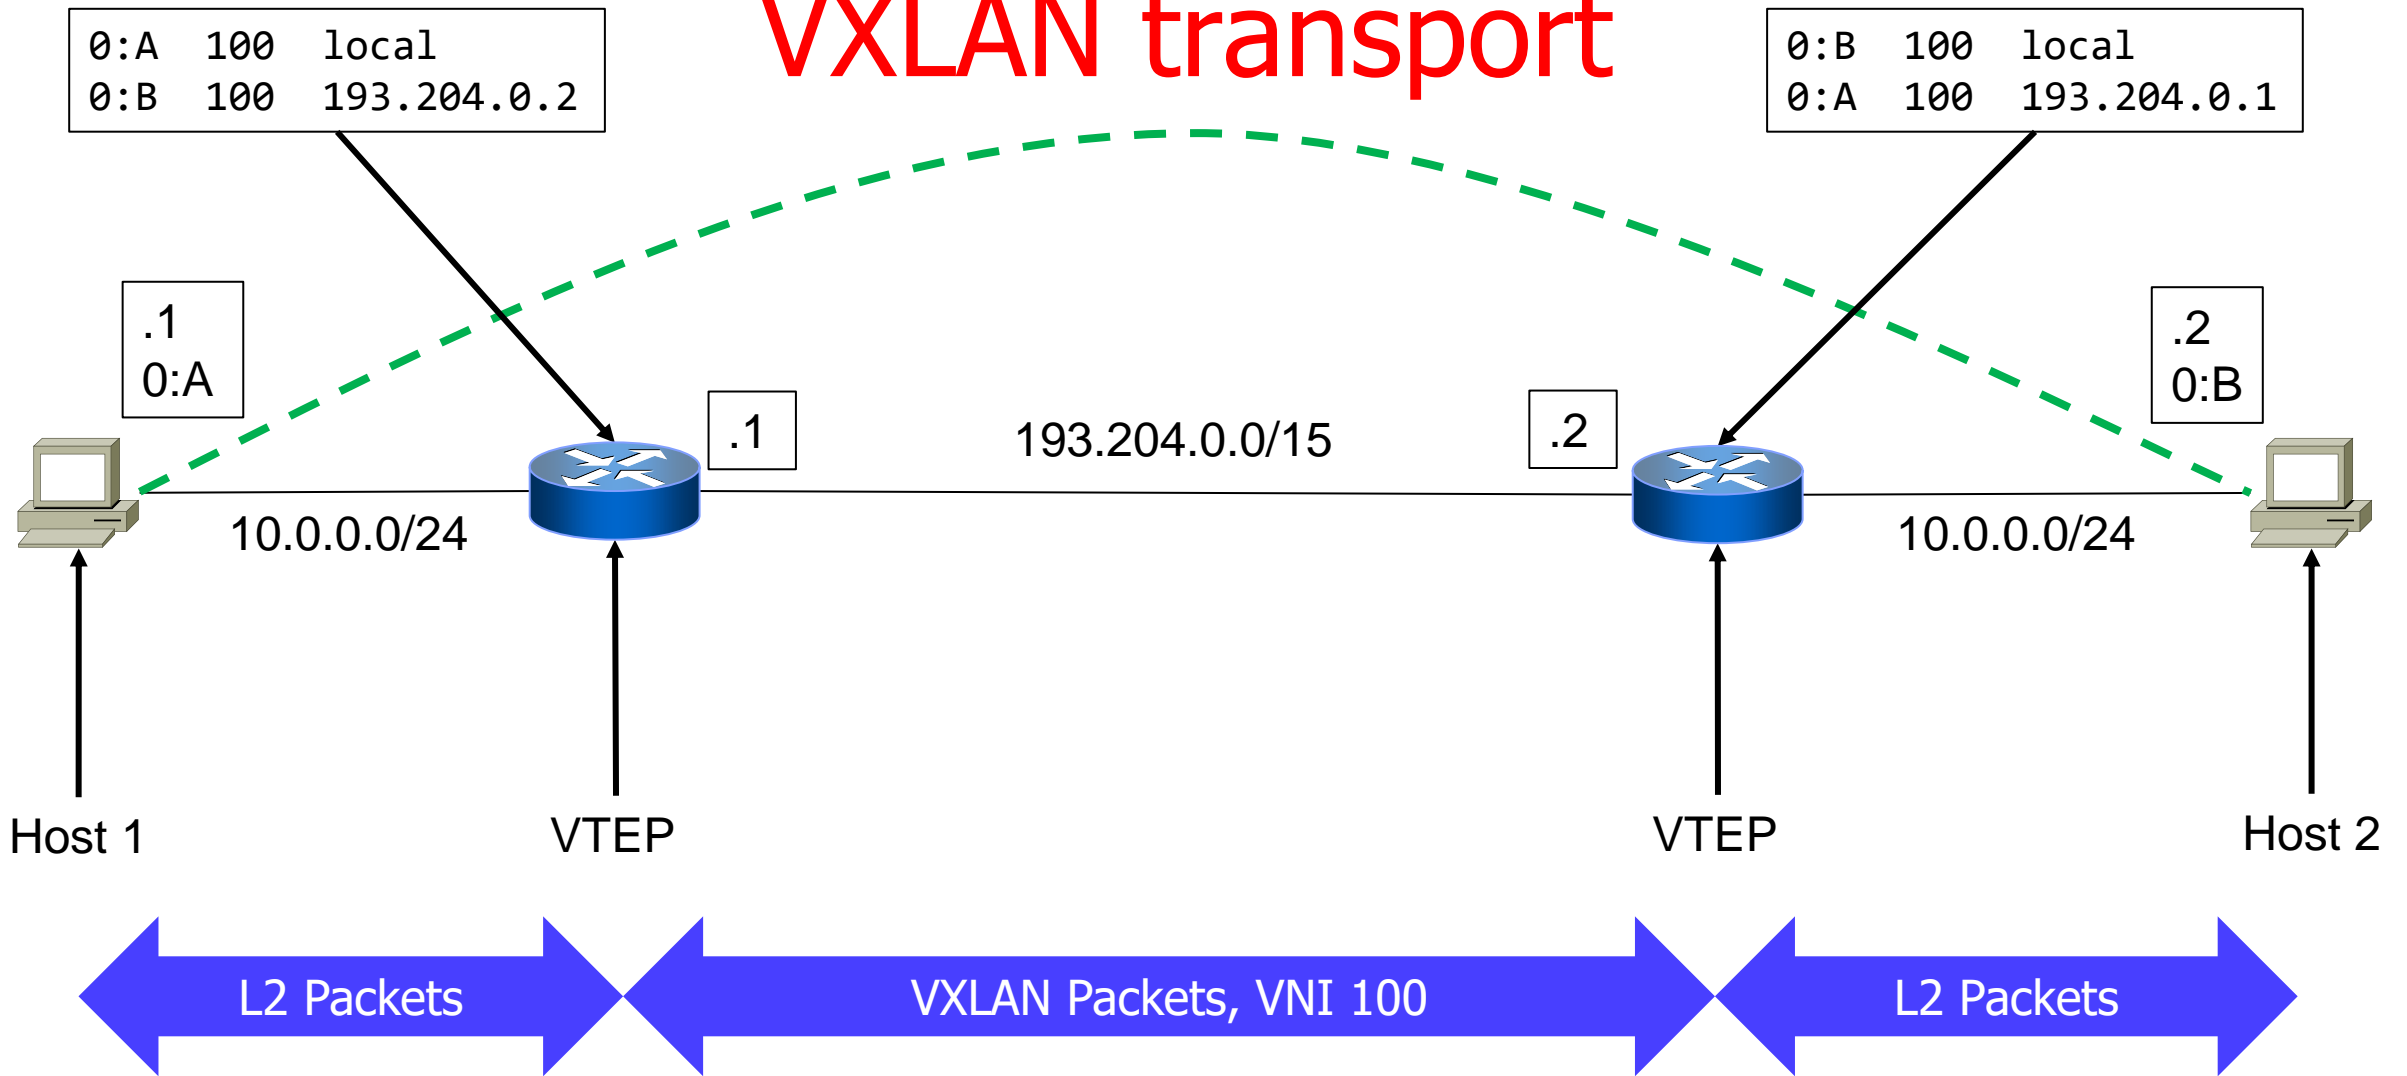 VXLAN transport
0:A 100 local
0:B 100 193.204.0.2
0:B 100 local
0:A 100 193.204.0.1
.1
0:A
.2
0:B
.1
193.204.0.0/15
.2
10.0.0.0/24
10.0.0.0/24
Host 1
VTEP
VTEP
Host 2
L2 Packets
VXLAN Packets, VNI 100
L2 Packets